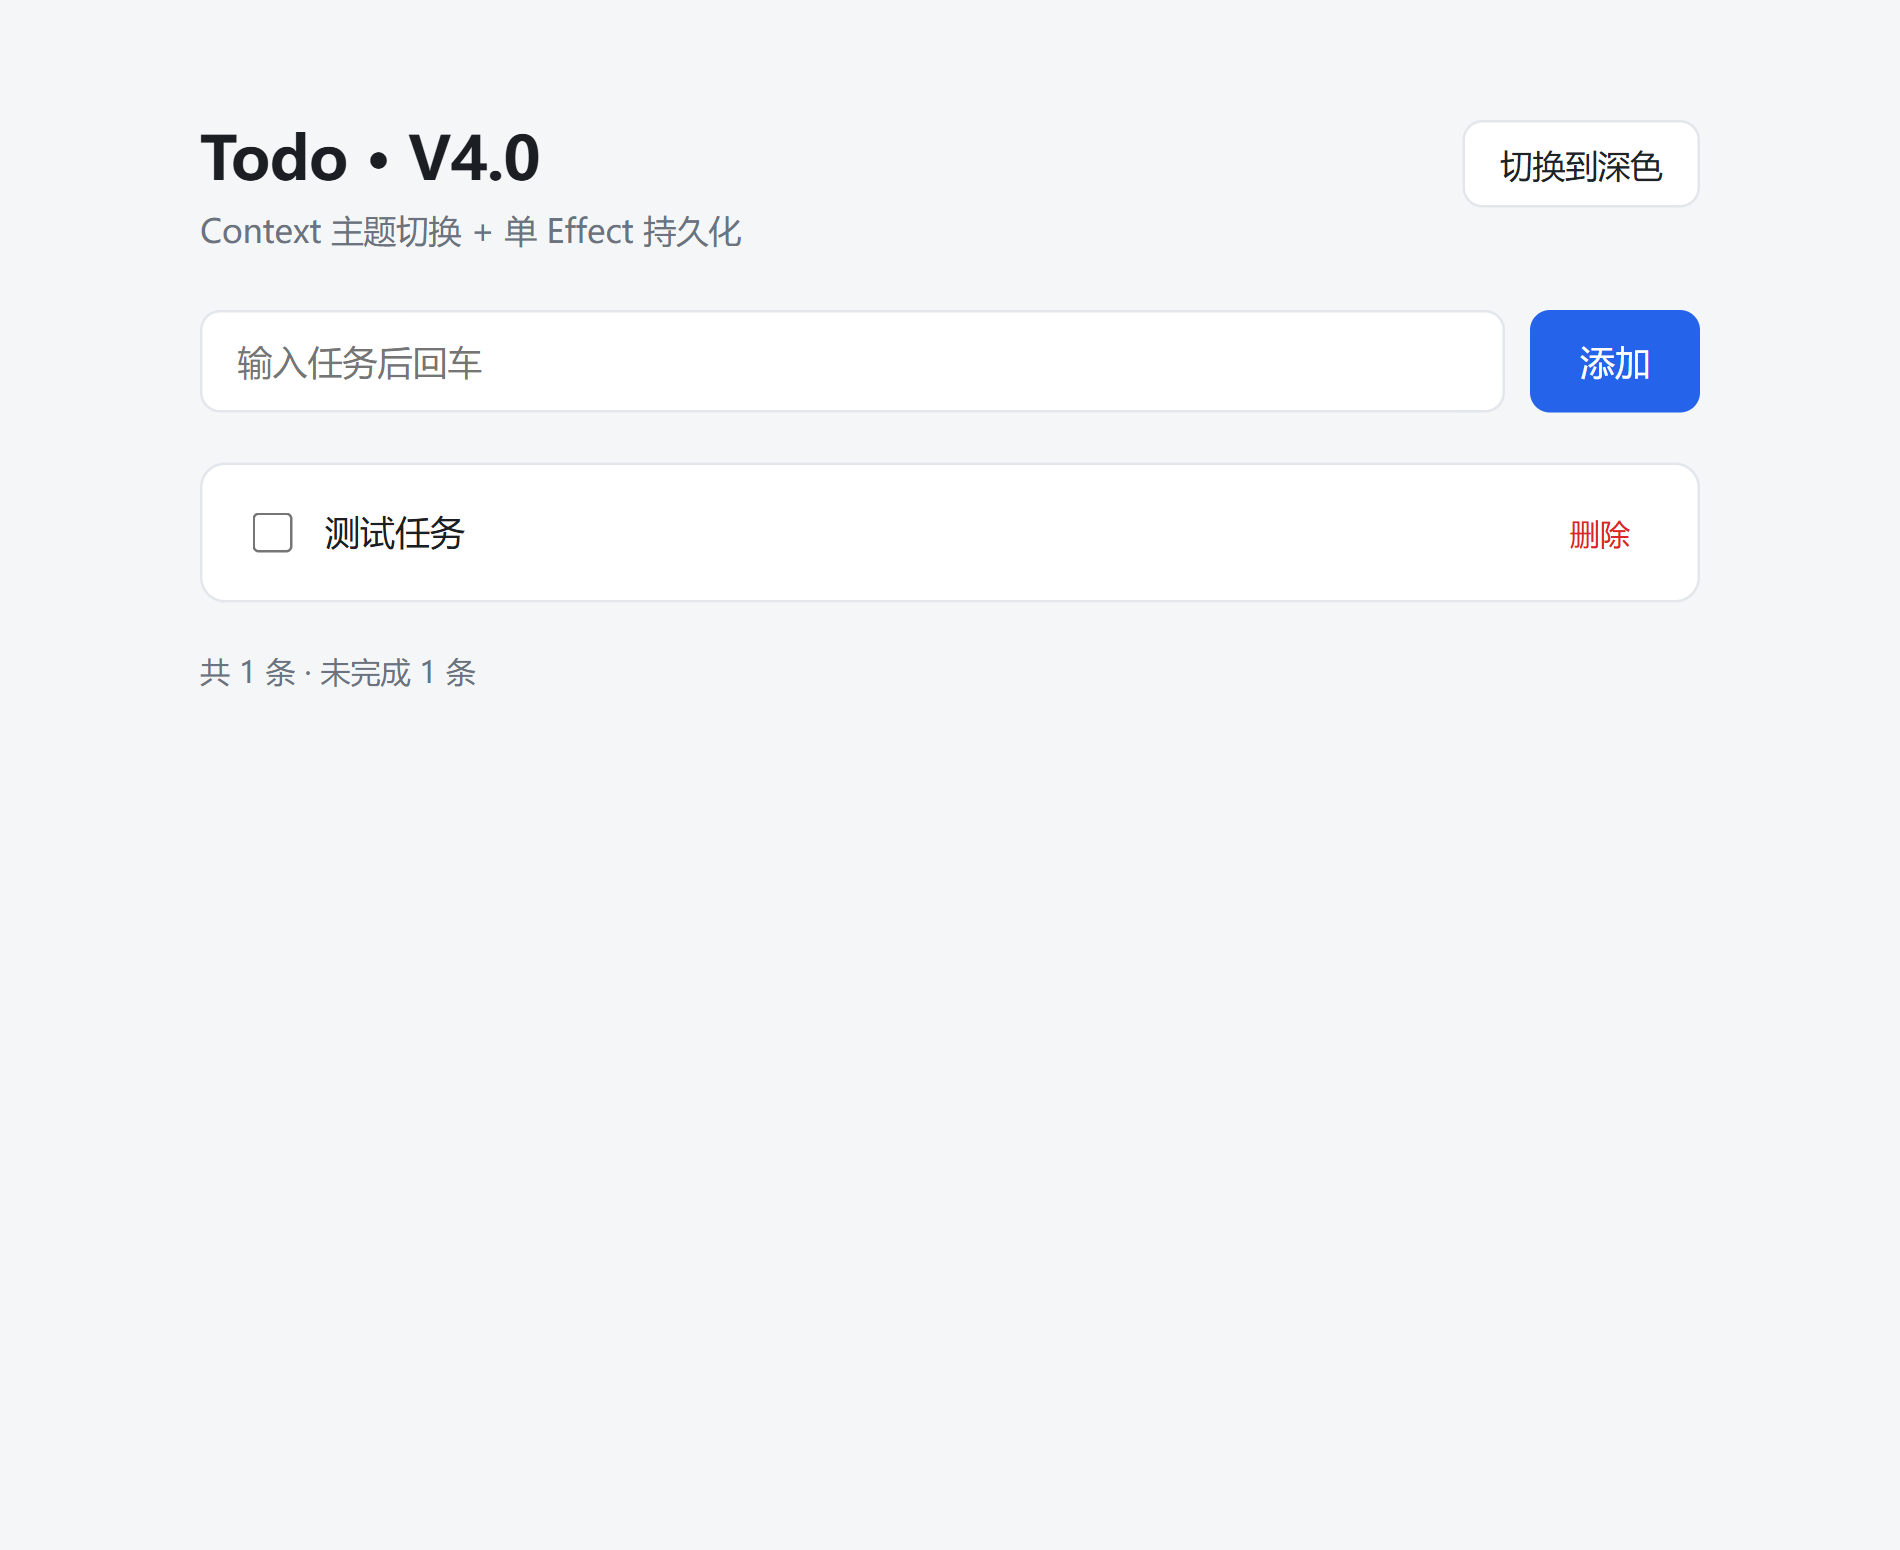 Todo • V4.0
切换到深色
Context 主题切换 + 单 Effect 持久化
输入任务后回车
添加
测试任务
删除
共 1 条 · 未完成 1 条